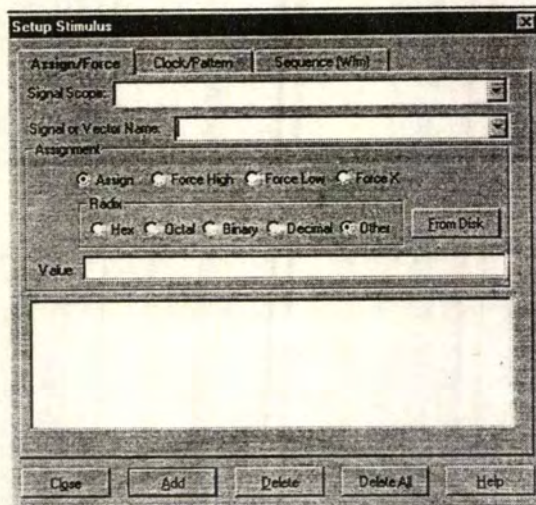 Setup Stimulus
Assign/Force Clock/Pattern Sequence (Wfm)
Signal Scope:
Signal or Vector Name:
Assignment
Assign Force High Force Low Force X
Radix
Hex Octal Binary Decimal Other
From Disk
Value
Close Add Delete Delete All Help